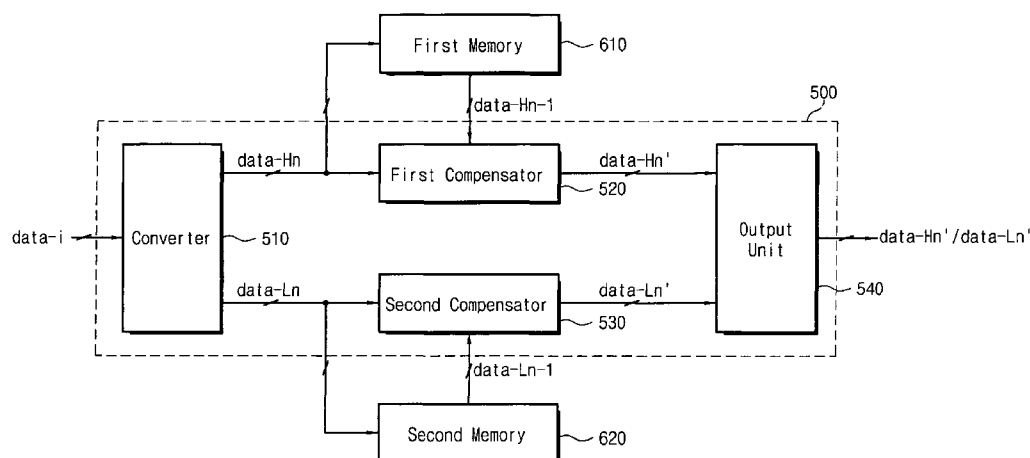 First Memory
610
data-Hn-1
500
data-Hn
data-Hn'
First Compensator
520
data-i
Converter
510
Output
Unit
data-Hn'/data-Ln'
data-Ln
data-Ln'
Second Compensator
530
540
data-Ln-1
Second Memory
620